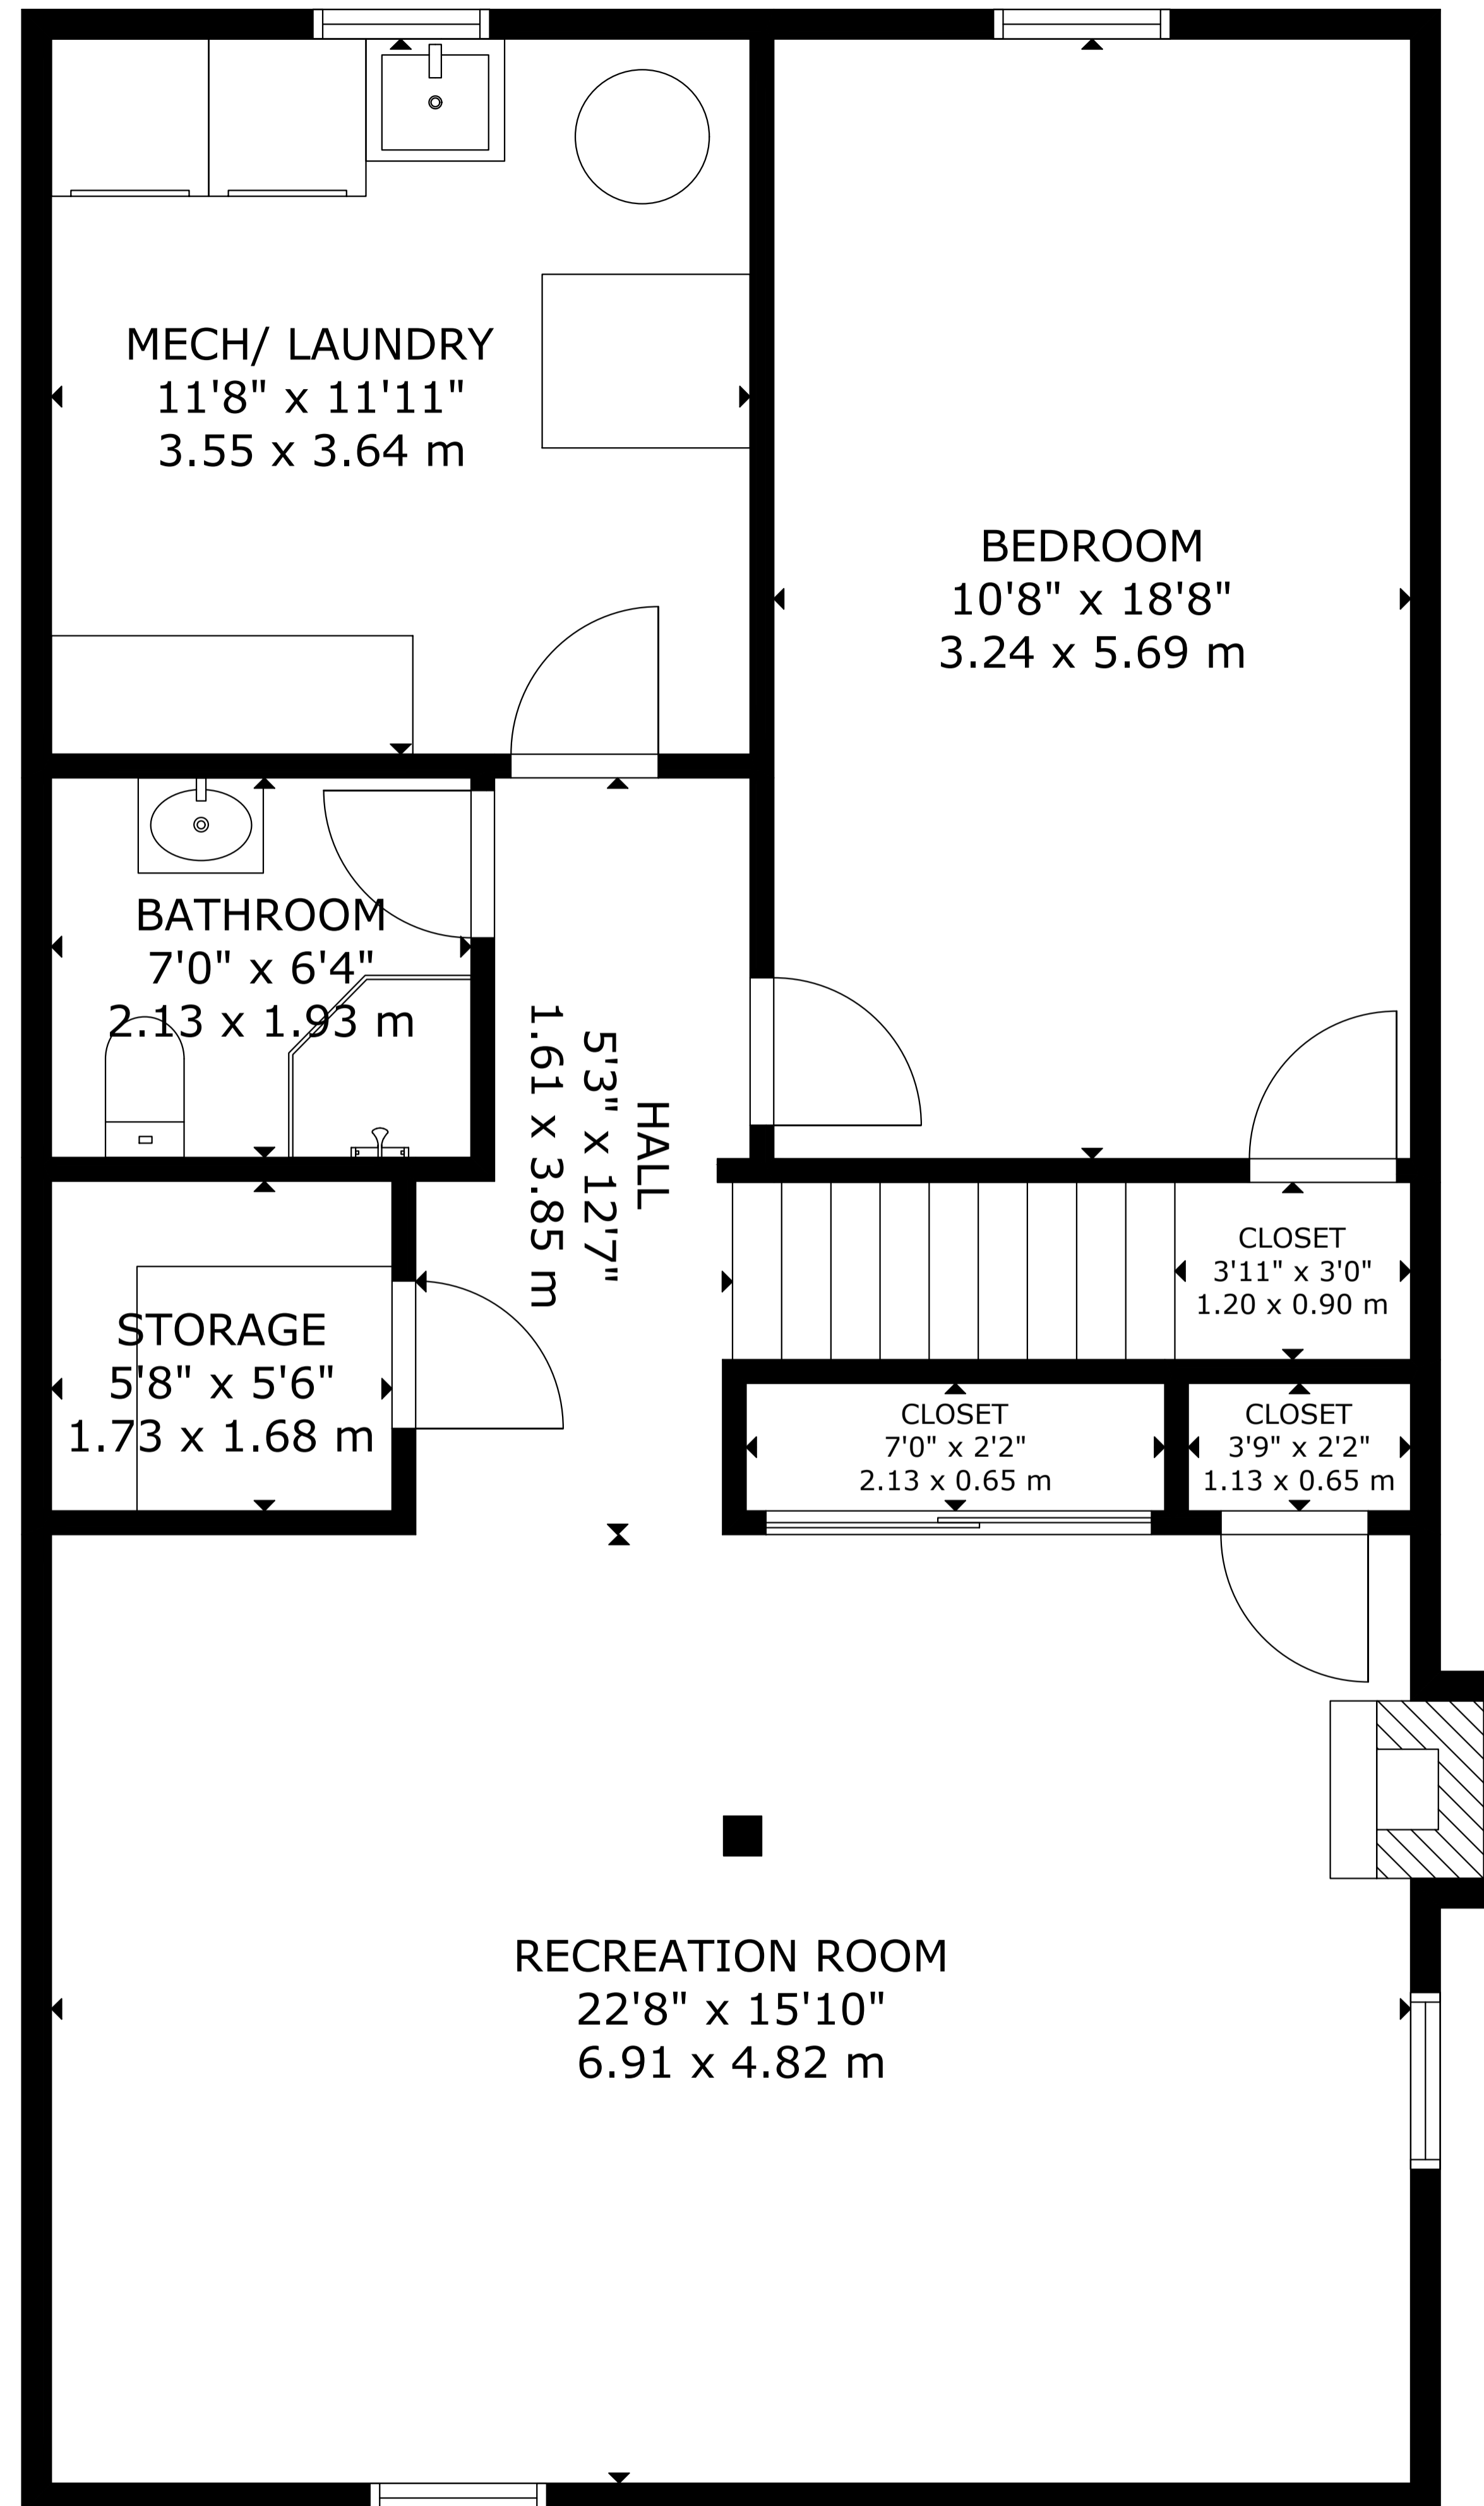 MECH/ LAUNDRY
11'8" x 11'11"
3.55 x 3.64 m
BEDROOM
10'8" x 18'8"
3.24 x 5.69 m
BATHROOM
7'0" x 6'4"
2.13 x 1.93 m
HALL
5'3" x 12'7"
1.61 x 3.85 m
CLOSET
3'11" x 3'0"
1.20 x 0.90 m
STORAGE
5'8" x 5'6"
1.73 x 1.68 m
CLOSET
7'0" x 2'2"
2.13 x 0.65 m
CLOSET
3'9" x 2'2"
1.13 x 0.65 m
RECREATION ROOM
22'8" x 15'10"
6.91 x 4.82 m